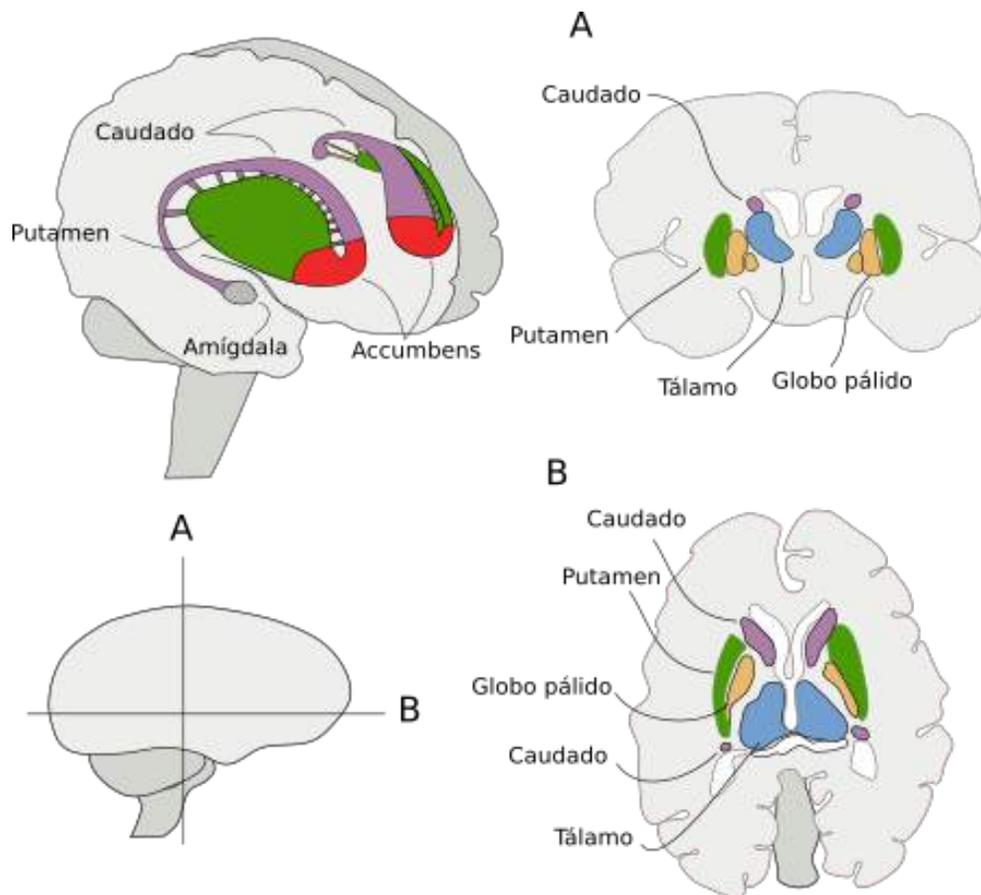 A
Caudado
Caudado
Putamen
Amígdala
Accumbens
Putamen
Tálamo
Globo pálido
A
B
B
Caudado
Putamen
Globo pálido
Caudado
Tálamo